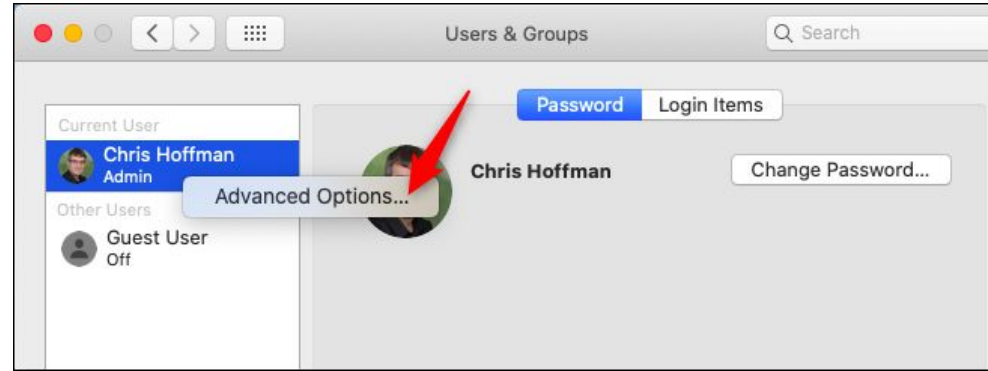 Users & Groups
Search
Password
Login Items
Current User
Chris Hoffman
Admin
Advanced Options...
Other Users
Guest User
Off
Chris Hoffman
Change Password...